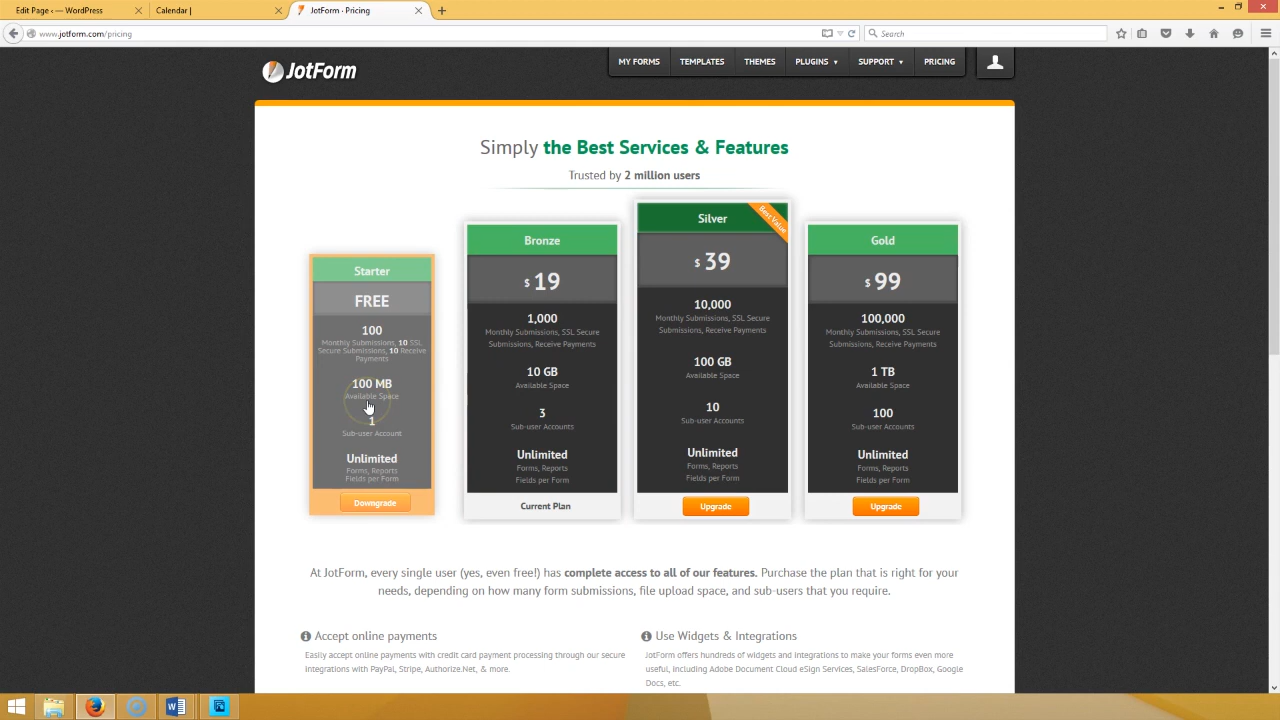 Edit Page ‹ — WordPress
Calendar |
JotForm · Pricing
www.jotform.com/pricing
Search
JotForm
MY FORMS
TEMPLATES
THEMES
PLUGINS
SUPPORT
PRICING
Simply the Best Services & Features
Trusted by 2 million users
Starter
FREE
100
Monthly Submissions, 10 SSL
Secure Submissions, 10 Receive
Payments
100 MB
Available Space
1
Sub-user Account
Unlimited
Forms, Reports
Fields per Form
Downgrade
Bronze
$ 19
1,000
Monthly Submissions, SSL Secure
Submissions, Receive Payments
10 GB
Available Space
3
Sub-user Accounts
Unlimited
Forms, Reports
Fields per Form
Current Plan
Silver
Best Value
$ 39
10,000
Monthly Submissions, SSL Secure
Submissions, Receive Payments
100 GB
Available Space
10
Sub-user Accounts
Unlimited
Forms, Reports
Fields per Form
Upgrade
Gold
$ 99
100,000
Monthly Submissions, SSL Secure
Submissions, Receive Payments
1 TB
Available Space
100
Sub-user Accounts
Unlimited
Forms, Reports
Fields per Form
Upgrade
At JotForm, every single user (yes, even free!) has complete access to all of our features. Purchase the plan that is right for your
needs, depending on how many form submissions, file upload space, and sub-users that you require.
Accept online payments
Easily accept online payments with credit card payment processing through our secure
integrations with PayPal, Stripe, Authorize.Net, & more.
Use Widgets & Integrations
JotForm offers hundreds of widgets and integrations to make your forms even more
useful, including Adobe Document Cloud eSign Services, SalesForce, DropBox, Google
Docs, etc.